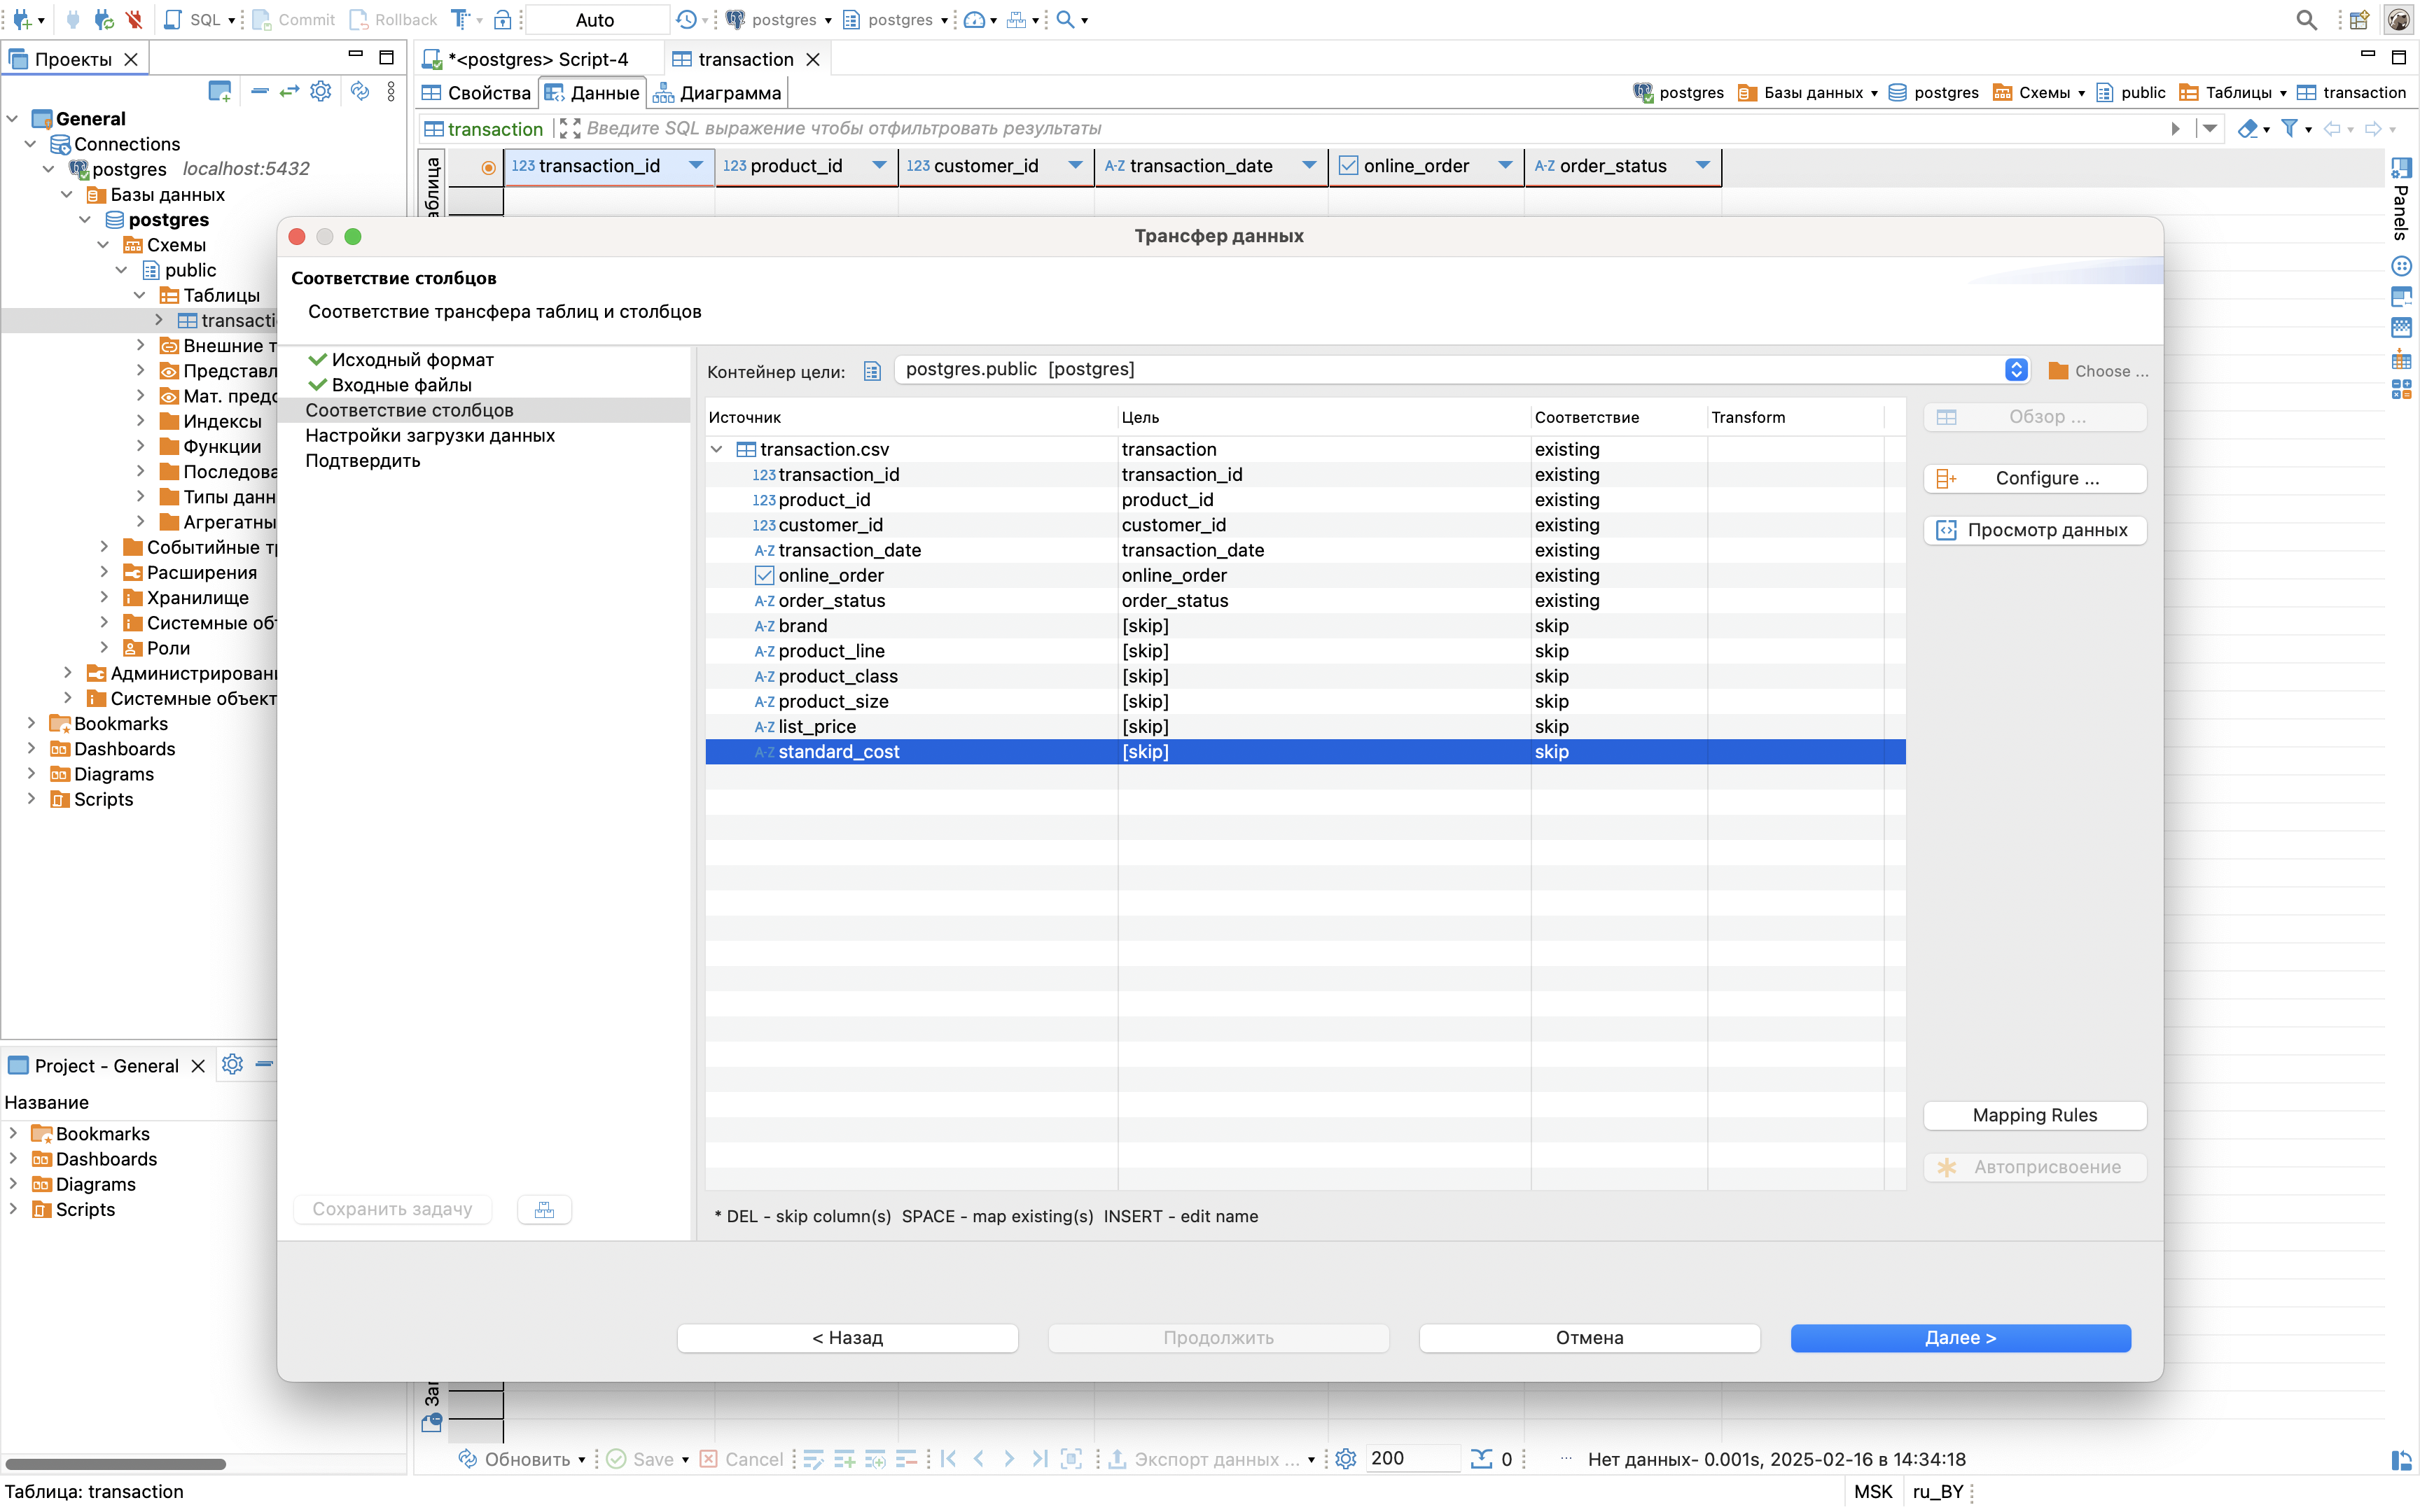 SQL Commit Rollback Auto postgres postgres
Проекты
*<postgres> Script-4 transaction
Свойства Данные Диаграмма postgres Базы данных postgres Схемы public Таблицы transaction
transaction Введите SQL выражение чтобы отфильтровать результаты
123 transaction_id 123 product_id 123 customer_id A-Z transaction_date online_order A-Z order_status
Panels
General
Connections
postgres localhost:5432
Базы данных
postgres
Схемы
public
Таблицы
transacti
Внешние т
Представл
Мат. предс
Индексы
Функции
Последова
Типы данн
Агрегатны
Событийные т
Расширения
Хранилище
Системные об
Роли
Администрирован
Системные объект
Bookmarks
Dashboards
Diagrams
Scripts
Project - General
Название
Bookmarks
Dashboards
Diagrams
Scripts
Трансфер данных
Соответствие столбцов
Соответствие трансфера таблиц и столбцов
Исходный формат
Входные файлы
Соответствие столбцов
Настройки загрузки данных
Подтвердить
Контейнер цели: postgres.public [postgres] Choose ...
Источник Цель Соответствие Transform
transaction.csv transaction existing
123 transaction_id transaction_id existing
123 product_id product_id existing
123 customer_id customer_id existing
A-Z transaction_date transaction_date existing
online_order online_order existing
A-Z order_status order_status existing
A-Z brand [skip] skip
A-Z product_line [skip] skip
A-Z product_class [skip] skip
A-Z product_size [skip] skip
A-Z list_price [skip] skip
A-Z standard_cost [skip] skip
Обзор ...
Configure ...
Просмотр данных
Mapping Rules
Автоприсвоение
Сохранить задачу
* DEL - skip column(s) SPACE - map existing(s) INSERT - edit name
< Назад Продолжить Отмена Далее >
Обновить Save Cancel Экспорт данных ... 200 0 ... Нет данных- 0.001s, 2025-02-16 в 14:34:18
Таблица: transaction MSK ru_BY